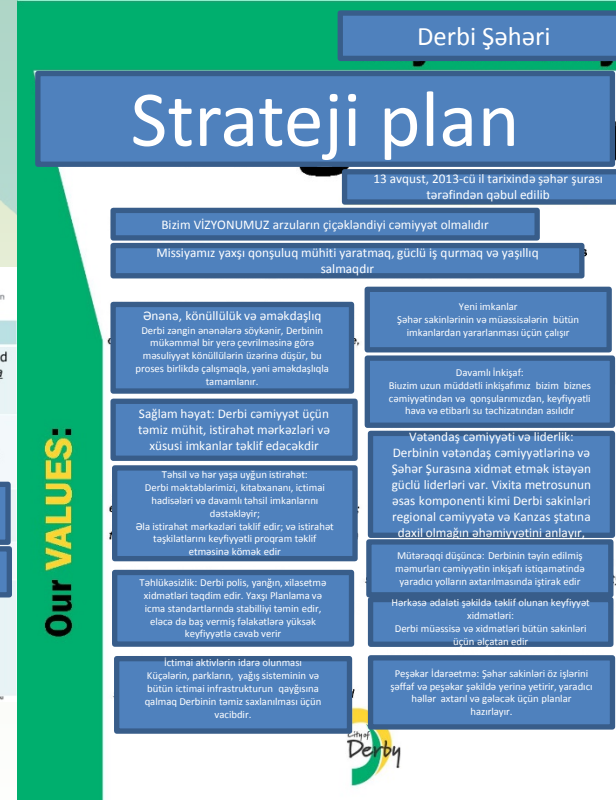 Derbi Şəhəri
Strateji plan
13 avqust, 2013-cü il tarixində şəhər şurası
tərəfindən qəbul edilib
Bizim VİZYONUMUZ arzuların çiçəkləndiyi cəmiyyət olmalıdır
Missiyamız yaxşı qonşuluq mühiti yaratmaq, güclü iş qurmaq və yaşıllıq
salmaqdır
Our VALUES:
Ənənə, könüllülük və əməkdaşlıq
Derbi zəngin ənənələrə söykənir, Derbinin
mükəmməl bir yerə çevrilməsinə görə
məsuliyyət könüllülərin üzərinə düşür, bu
proses birlikdə çalışmaqla, yəni əməkdaşlıqla
tamamlanır.
Sağlam həyat: Derbi cəmiyyət üçün
təmiz mühit, istirahət mərkəzləri və
xüsusi imkanlar təklif edəcəkdir
Təhsil və hər yaşa uyğun istirahət:
Derbi məktəblərimizi, kitabxananı, ictimai
hadisələri və davamlı təhsil imkanlarını
dəstəkləyir;
Əla istirahət mərkəzləri təklif edir; və istirahət
təşkilatlarını keyfiyyətli proqram təklif
etməsinə kömək edir
Təhlükəsizlik: Derbi polis, yanğın, xilasetmə
xidmətləri təqdim edir. Yaxşı Planlama və
icma standartlarında stabilliyi təmin edir,
eləcə də baş vermiş fəlakətlərə yüksək
keyfiyyətlə cavab verir
İctimai aktivlərin idarə olunması
Küçələrin, parkların, yağış sisteminin və
bütün ictimai infrastrukturun qayğısına
qalmaq Derbinin təmiz saxlanılması üçün
vacibdir.
Yeni imkanlar
Şəhər sakinlərinin və müəssisələrin bütün
imkanlardan yararlanması üçün çalışır
Davamlı İnkişaf:
Biuzim uzun müddətli inkişafımız bizim biznes
cəmiyyətindən və qonşularımızdan, keyfiyyətli
hava və etibarlı su təchizatından asılıdır
Vətəndaş cəmiyyəti və liderlik:
Derbinin vətəndaş cəmiyyətlərinə və
Şəhər Şurasına xidmət etmək istəyən
güclü liderləri var. Vixita metrosunun
əsas komponenti kimi Derbi sakinləri
regional cəmiyyətə və Kanzas ştatına
daxil olmağın əhəmiyyətini anlayır,
Mütərəqqi düşüncə: Derbinin təyin edilmiş
məmurları cəmiyyətin inkişafı istiqamətində
yaradıcı yolların axtarılmasında iştirak edir
Hərkəsə ədalətli şəkildə təklif olunan keyfiyyət
xidmətləri:
Derbi müəssisə və xidmətləri bütün sakinləri
üçün əlçatan edir
Peşəkar İdarəetmə: Şəhər sakinləri öz işlərini
şəffaf və peşəkar şəkildə yerinə yetirir, yaradıcı
həllər axtarıl və gələcək üçün planlar
hazırlayır.
City of
Derby